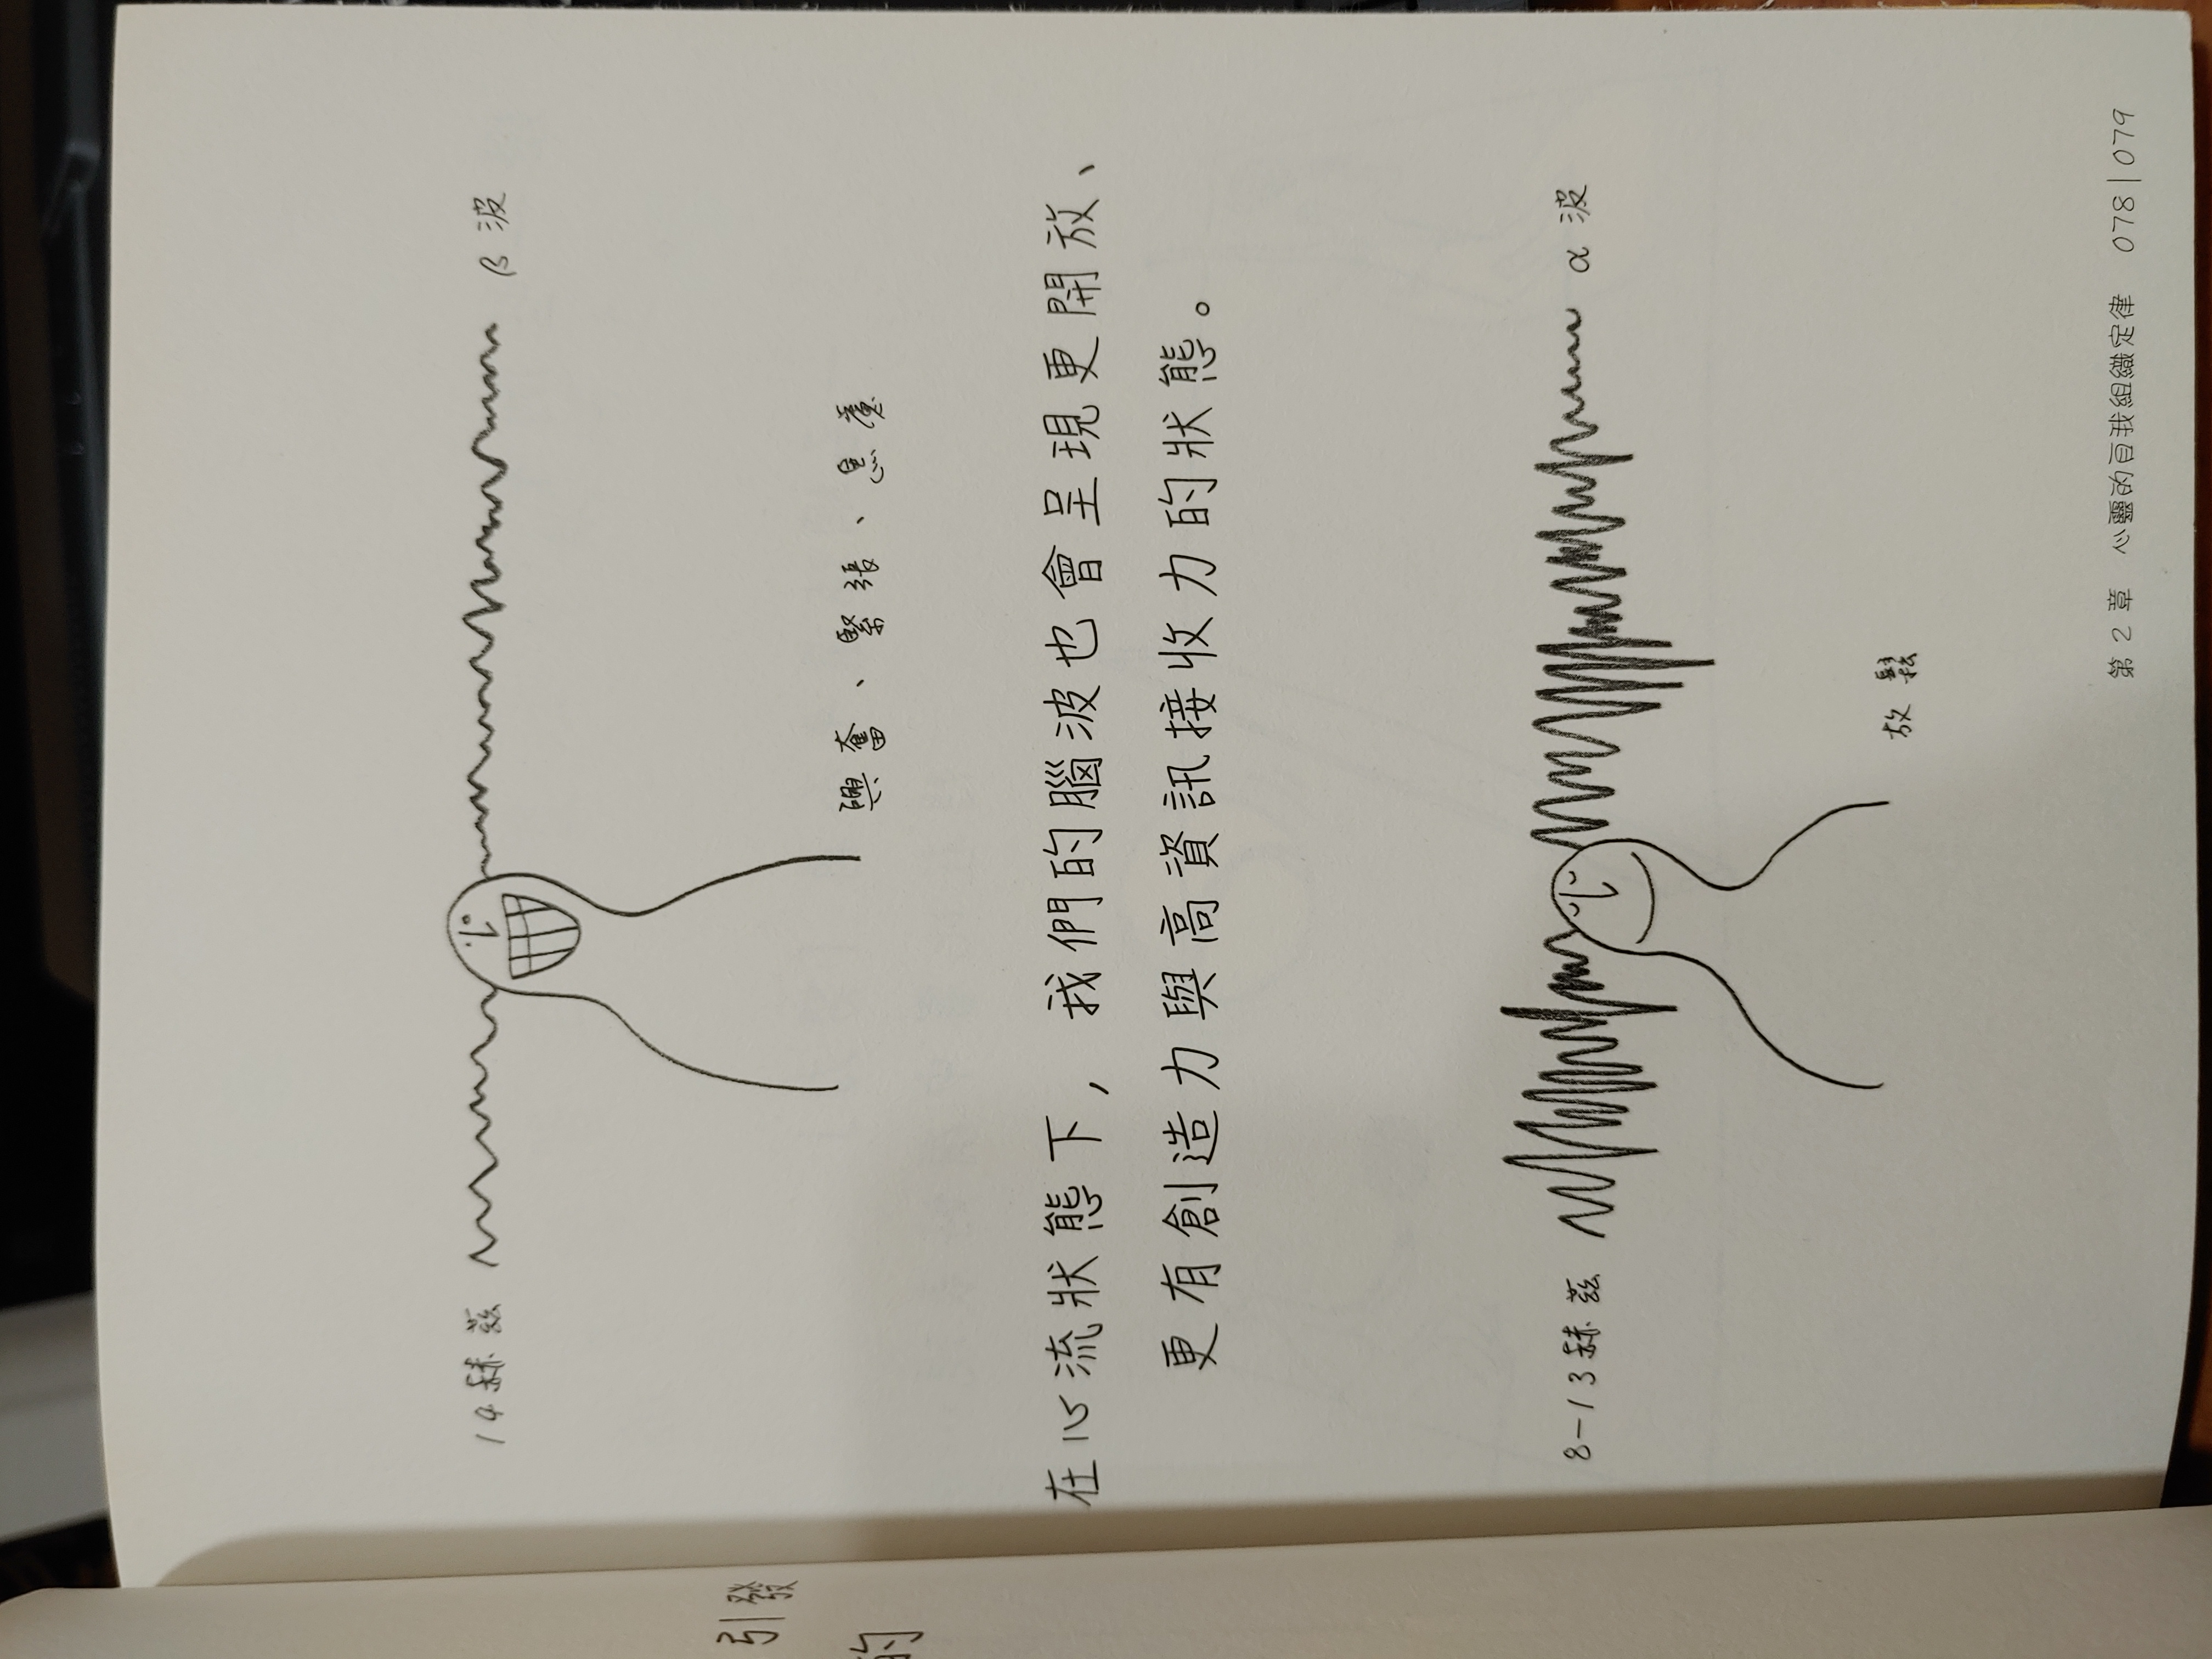 引發
的
14赫茲
β波
興奮、緊張、焦慮
在心流狀態下，我們的腦波也會呈現更開放、
更有創造力與高資訊接收力的狀態。
8-13赫茲
α波
放鬆
第2章 心靈的自我組織定律 078|079